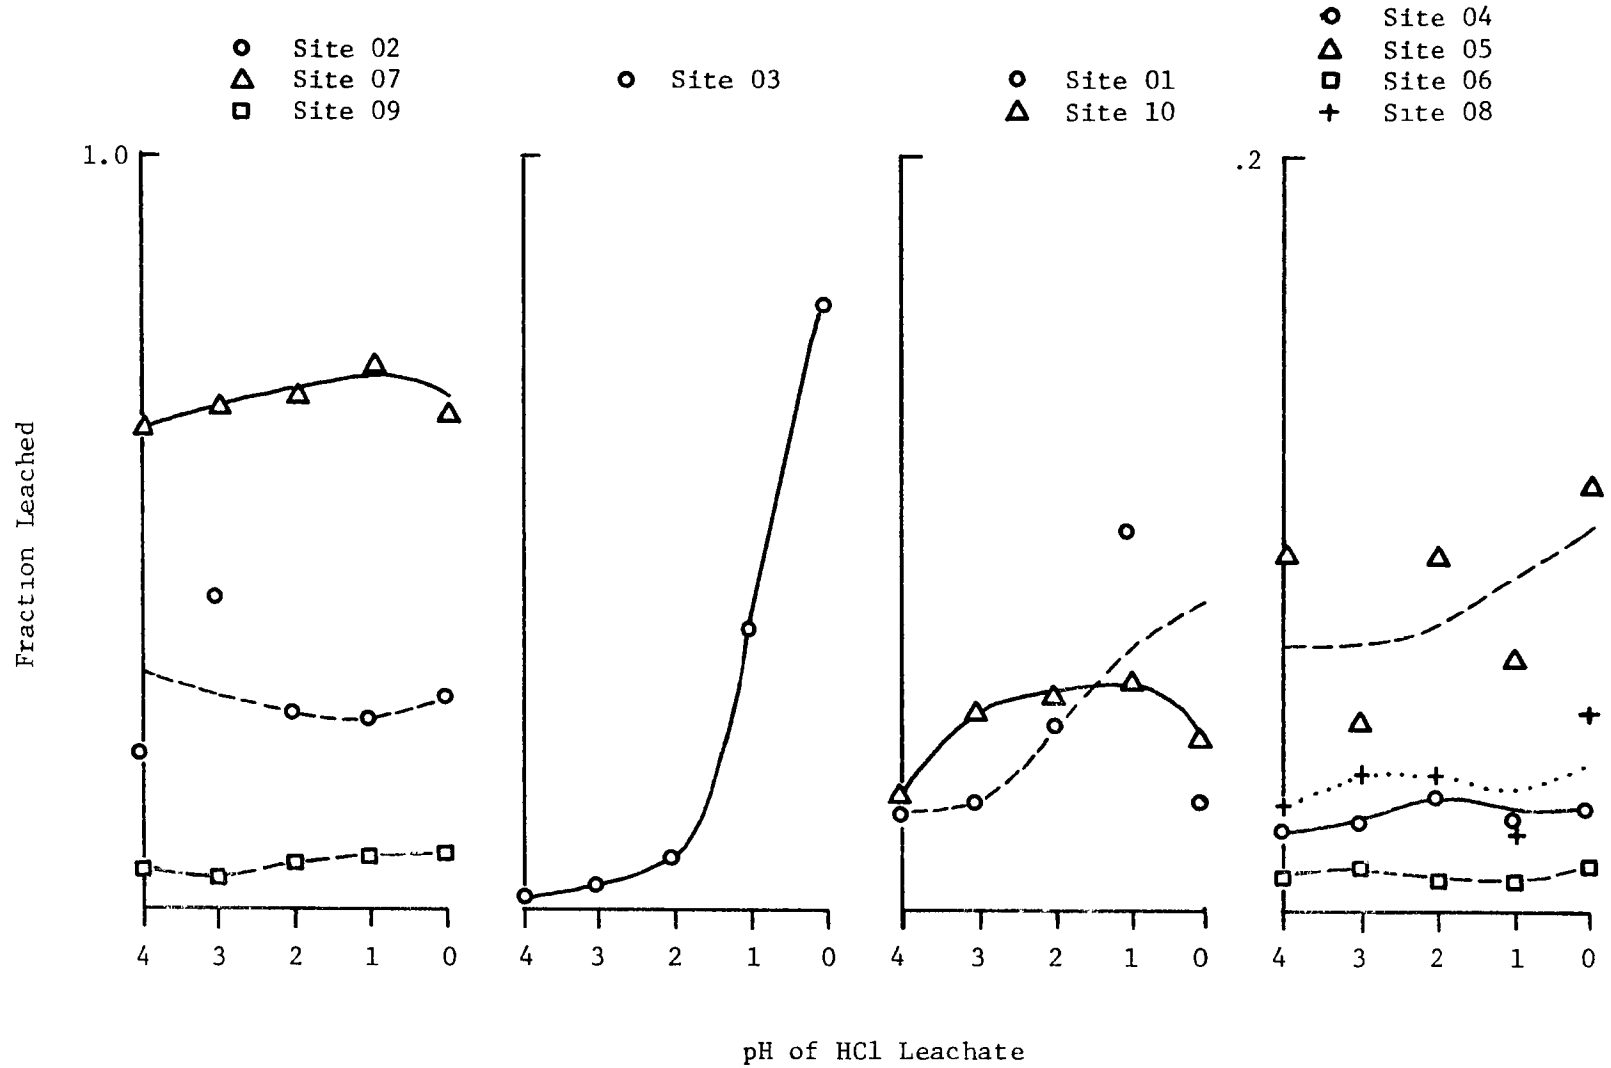 Site 02
Site 07
Site 09
Site 03
Site 01
Site 10
Site 04
Site 05
Site 06
Sıte 08
1.0
.2
Fractıon Leached
4 3 2 1 0
4 3 2 1 0
4 3 2 1 0
4 3 2 1 0
pH of HCl Leachate